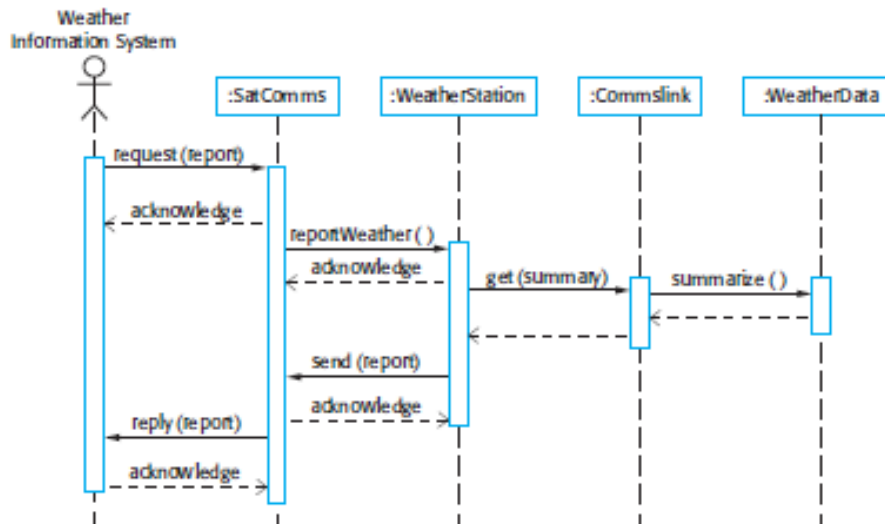 Weather
Information System
:SatComms
:WeatherStation
:Commslink
:WeatherData
request (report)
acknowledge
reportWeather ( )
acknowledge
get (summary)
summarize ( )
send (report)
acknowledge
reply (report)
acknowledge